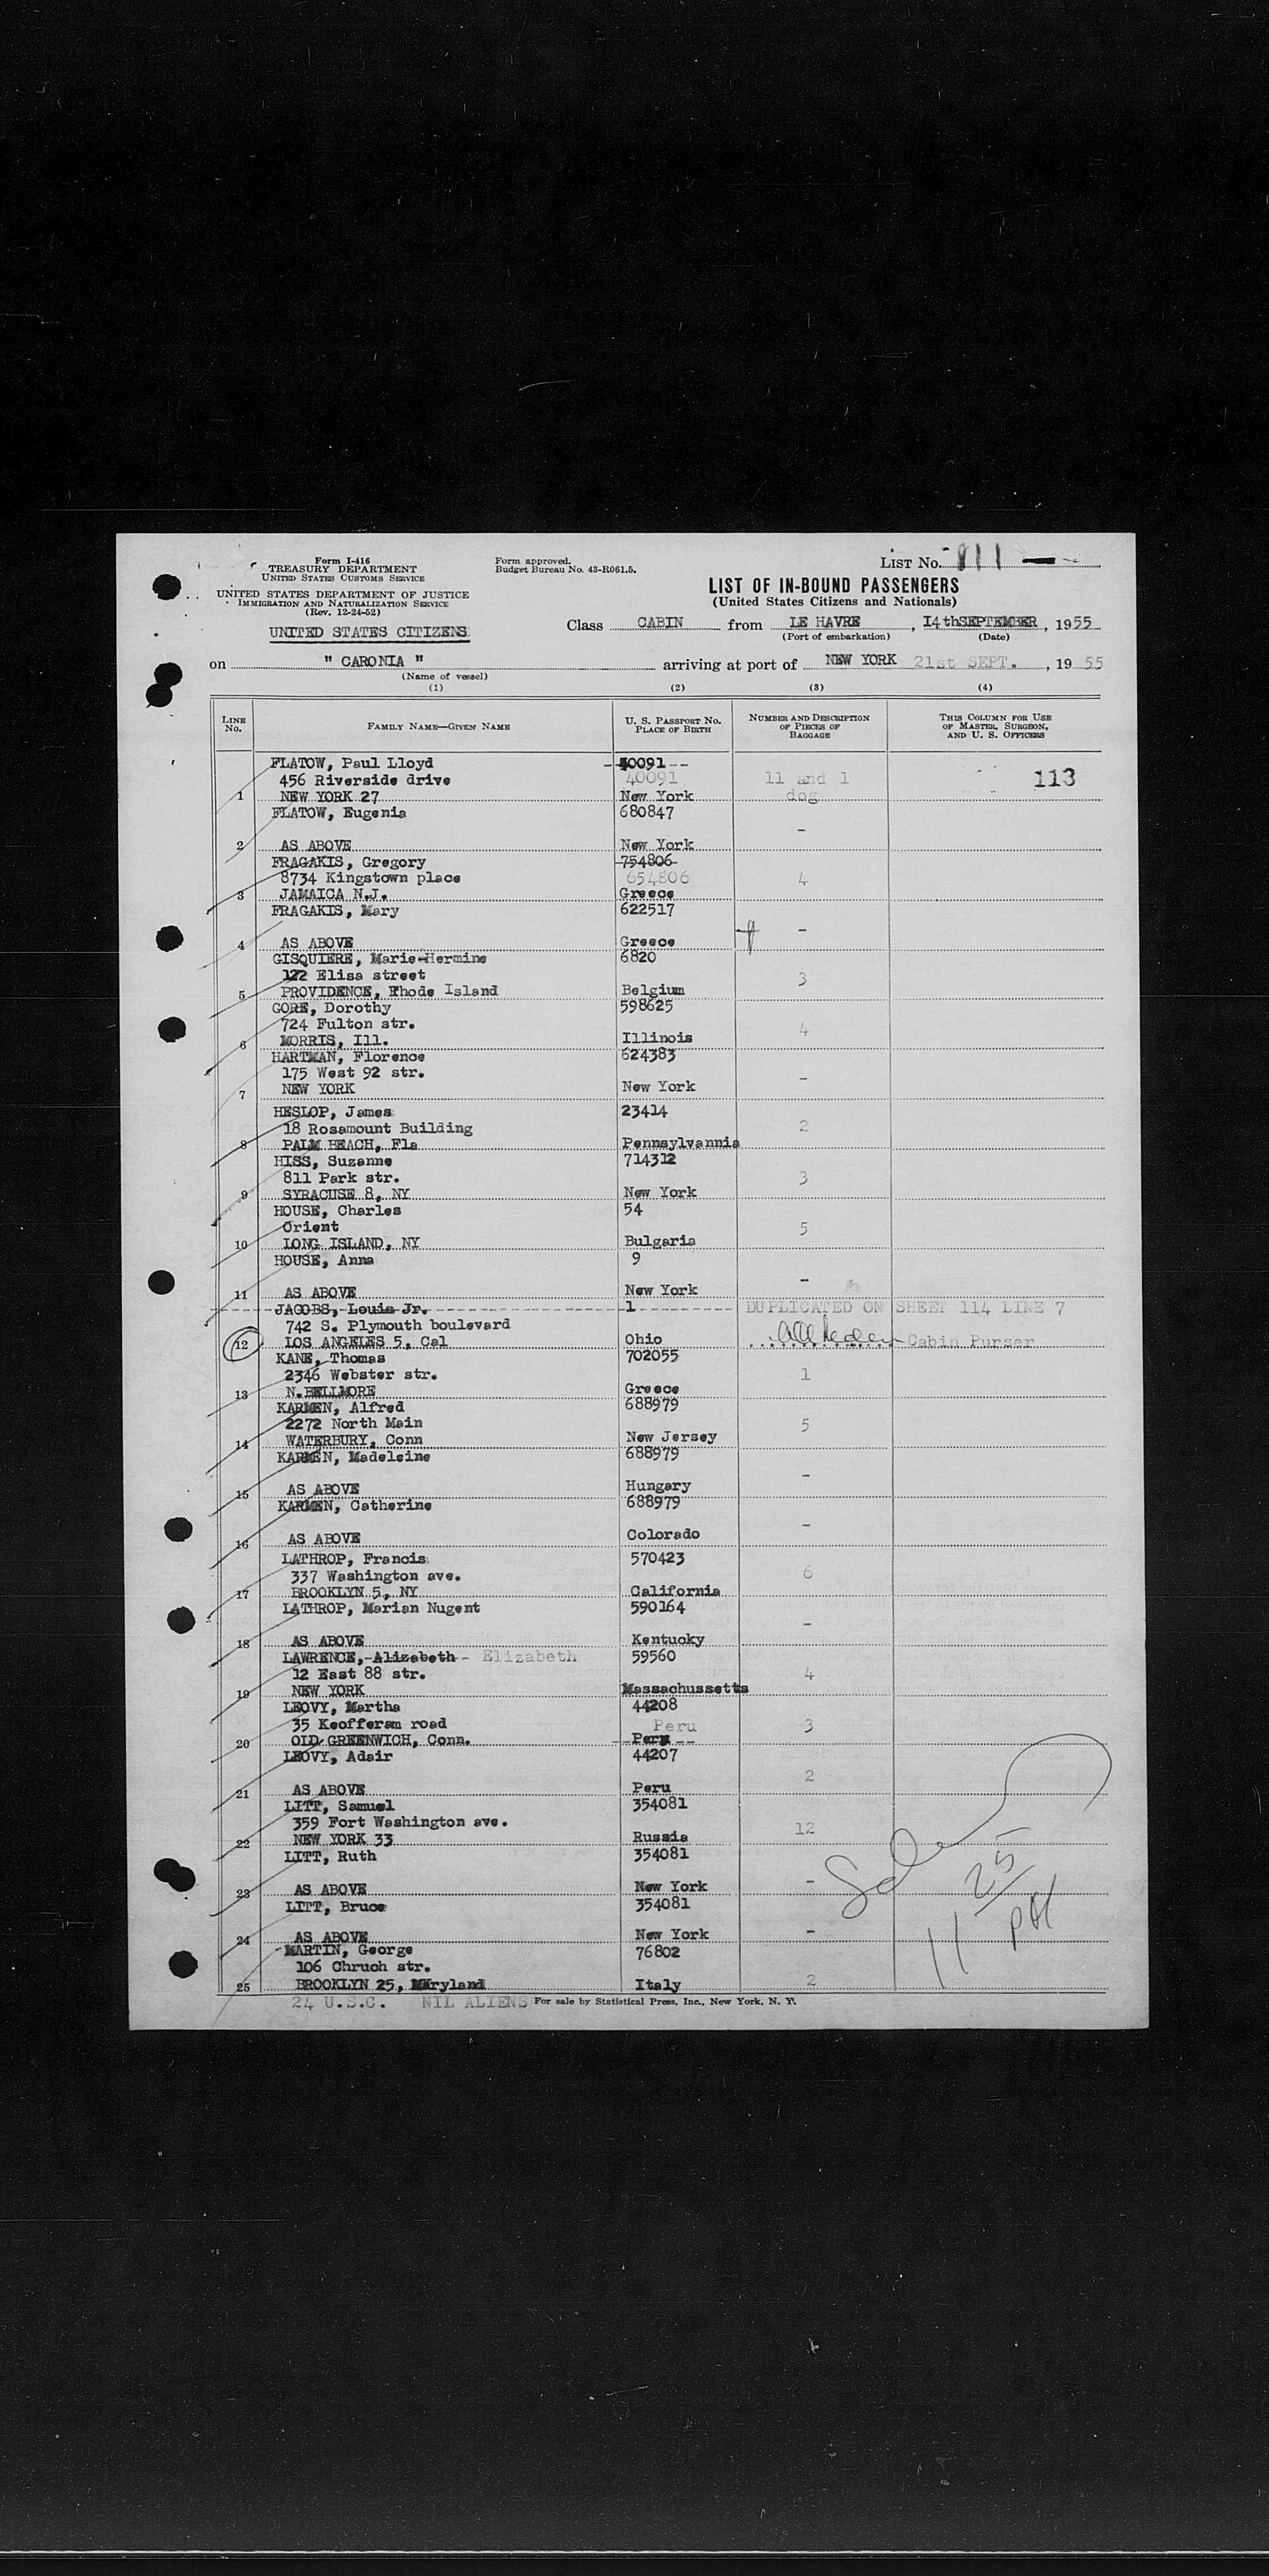 Form I-416
TREASURY DEPARTMENT
UNITED STATES CUSTOMS SERVICE
UNITED STATES DEPARTMENT OF JUSTICE
IMMIGRATION AND NATURALIZATION SERVICE
(Rev. 12-24-52)
Form approved.
Budget Bureau No. 43-R061.5.
LIST No. 111
LIST OF IN-BOUND PASSENGERS
(United States Citizens and Nationals)
UNITED STATES CITIZENS
Class CABIN from LE HAVRE, 14thSEPTEMBER, 1955
(Port of embarkation) (Date)
on " CARONIA " arriving at port of NEW YORK 21st SEPT., 1955
(Name of vessel)
(1) (2) (3) (4)
LINE No. FAMILY NAME—GIVEN NAME U. S. PASSPORT NO. PLACE OF BIRTH NUMBER AND DESCRIPTION OF PIECES OF BAGGAGE THIS COLUMN FOR USE OF MASTER, SURGEON, AND U. S. OFFICERS
FLATOW, Paul Lloyd 40091
456 Riverside drive 40091 11 and 1 113
1 NEW YORK 27 New York dog
FLATOW, Eugenia 680847
-
2 AS ABOVE New York
FRAGAKIS, Gregory 754806
8734 Kingstown place 654806 4
3 JAMAICA N.J. Greece
FRAGAKIS, Mary 622517
-
4 AS ABOVE Greece
GISQUIERE, Marie-Hermine 6820
122 Elisa street 3
5 PROVIDENCE, Rhode Island Belgium
GORE, Dorothy 598625
724 Fulton str. 4
6 MORRIS, Ill. Illinois
HARTMAN, Florence 624383
175 West 92 str. -
7 NEW YORK New York
HESLOP, James 23414
18 Rosamount Building 2
8 PALM BEACH, Fla Pennsylvannia
HISS, Suzanne 714312
811 Park str. 3
9 SYRACUSE 8, NY New York
HOUSE, Charles 54
Orient 5
10 LONG ISLAND, NY Bulgaria
HOUSE, Anna 9
-
11 AS ABOVE New York
JACOBS, Louis Jr. 1 DUPLICATED ON SHEET 114 LINE 7
742 S. Plymouth boulevard
12 LOS ANGELES 5, Cal Ohio Cabin Purser
KANE, Thomas 702055
2346 Webster str. 1
13 N.BELLMORE Greece
KARMEN, Alfred 688979
2272 North Main 5
14 WATERBURY, Conn New Jersey
KARMEN, Madeleine 688979
-
15 AS ABOVE Hungary
KARMEN, Catherine 688979
-
16 AS ABOVE Colorado
LATHROP, Francis 570423
337 Washington ave. 6
17 BROOKLYN 5, NY California
LATHROP, Marian Nugent 590164
-
18 AS ABOVE Kentucky
LAWRENCE, Alizabeth - Elizabeth 59560
12 East 88 str. 4
19 NEW YORK Massachussetts
LEOVY, Martha 44208
35 Keofferam road Peru 3
20 OLD GREENWICH, Conn. Peru
LEOVY, Adair 44207
2
21 AS ABOVE Peru
LITT, Samuel 354081
359 Fort Washington ave. 12
22 NEW YORK 33 Russia
LITT, Ruth 354081
-
23 AS ABOVE New York
LITT, Bruce 354081
-
24 AS ABOVE New York
MARTIN, George 76802
106 Chruch str.
25 BROOKLYN 25, Maryland Italy 2
11 25
24 U.S.C. NIL ALIENS For sale by Statistical Press, Inc., New York, N. Y.